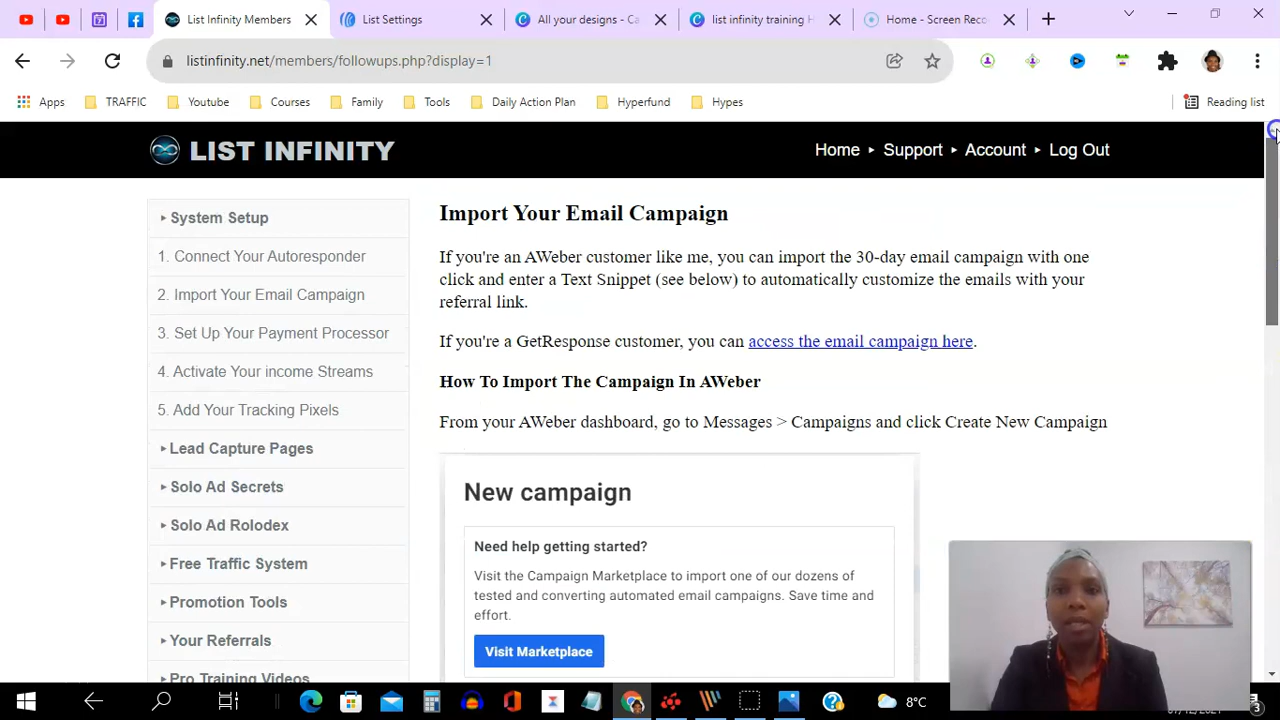 List Infinity Members
List Settings
All your designs - Ca
list infinity training H
Home - Screen Reco
listinfinity.net/members/followups.php?display=1
Apps
TRAFFIC
Youtube
Courses
Family
Tools
Daily Action Plan
Hyperfund
Hypes
Reading list
LIST INFINITY
Home ▸ Support ▸ Account ▸ Log Out
▸ System Setup
1. Connect Your Autoresponder
2. Import Your Email Campaign
3. Set Up Your Payment Processor
4. Activate Your income Streams
5. Add Your Tracking Pixels
▸ Lead Capture Pages
▸ Solo Ad Secrets
▸ Solo Ad Rolodex
▸ Free Traffic System
▸ Promotion Tools
▸ Your Referrals
▸ Pro Training Videos
Import Your Email Campaign
If you're an AWeber customer like me, you can import the 30-day email campaign with one
click and enter a Text Snippet (see below) to automatically customize the emails with your
referral link.
If you're a GetResponse customer, you can access the email campaign here.
How To Import The Campaign In AWeber
From your AWeber dashboard, go to Messages > Campaigns and click Create New Campaign
New campaign
Need help getting started?
Visit the Campaign Marketplace to import one of our dozens of
tested and converting automated email campaigns. Save time and
effort.
Visit Marketplace
8°C